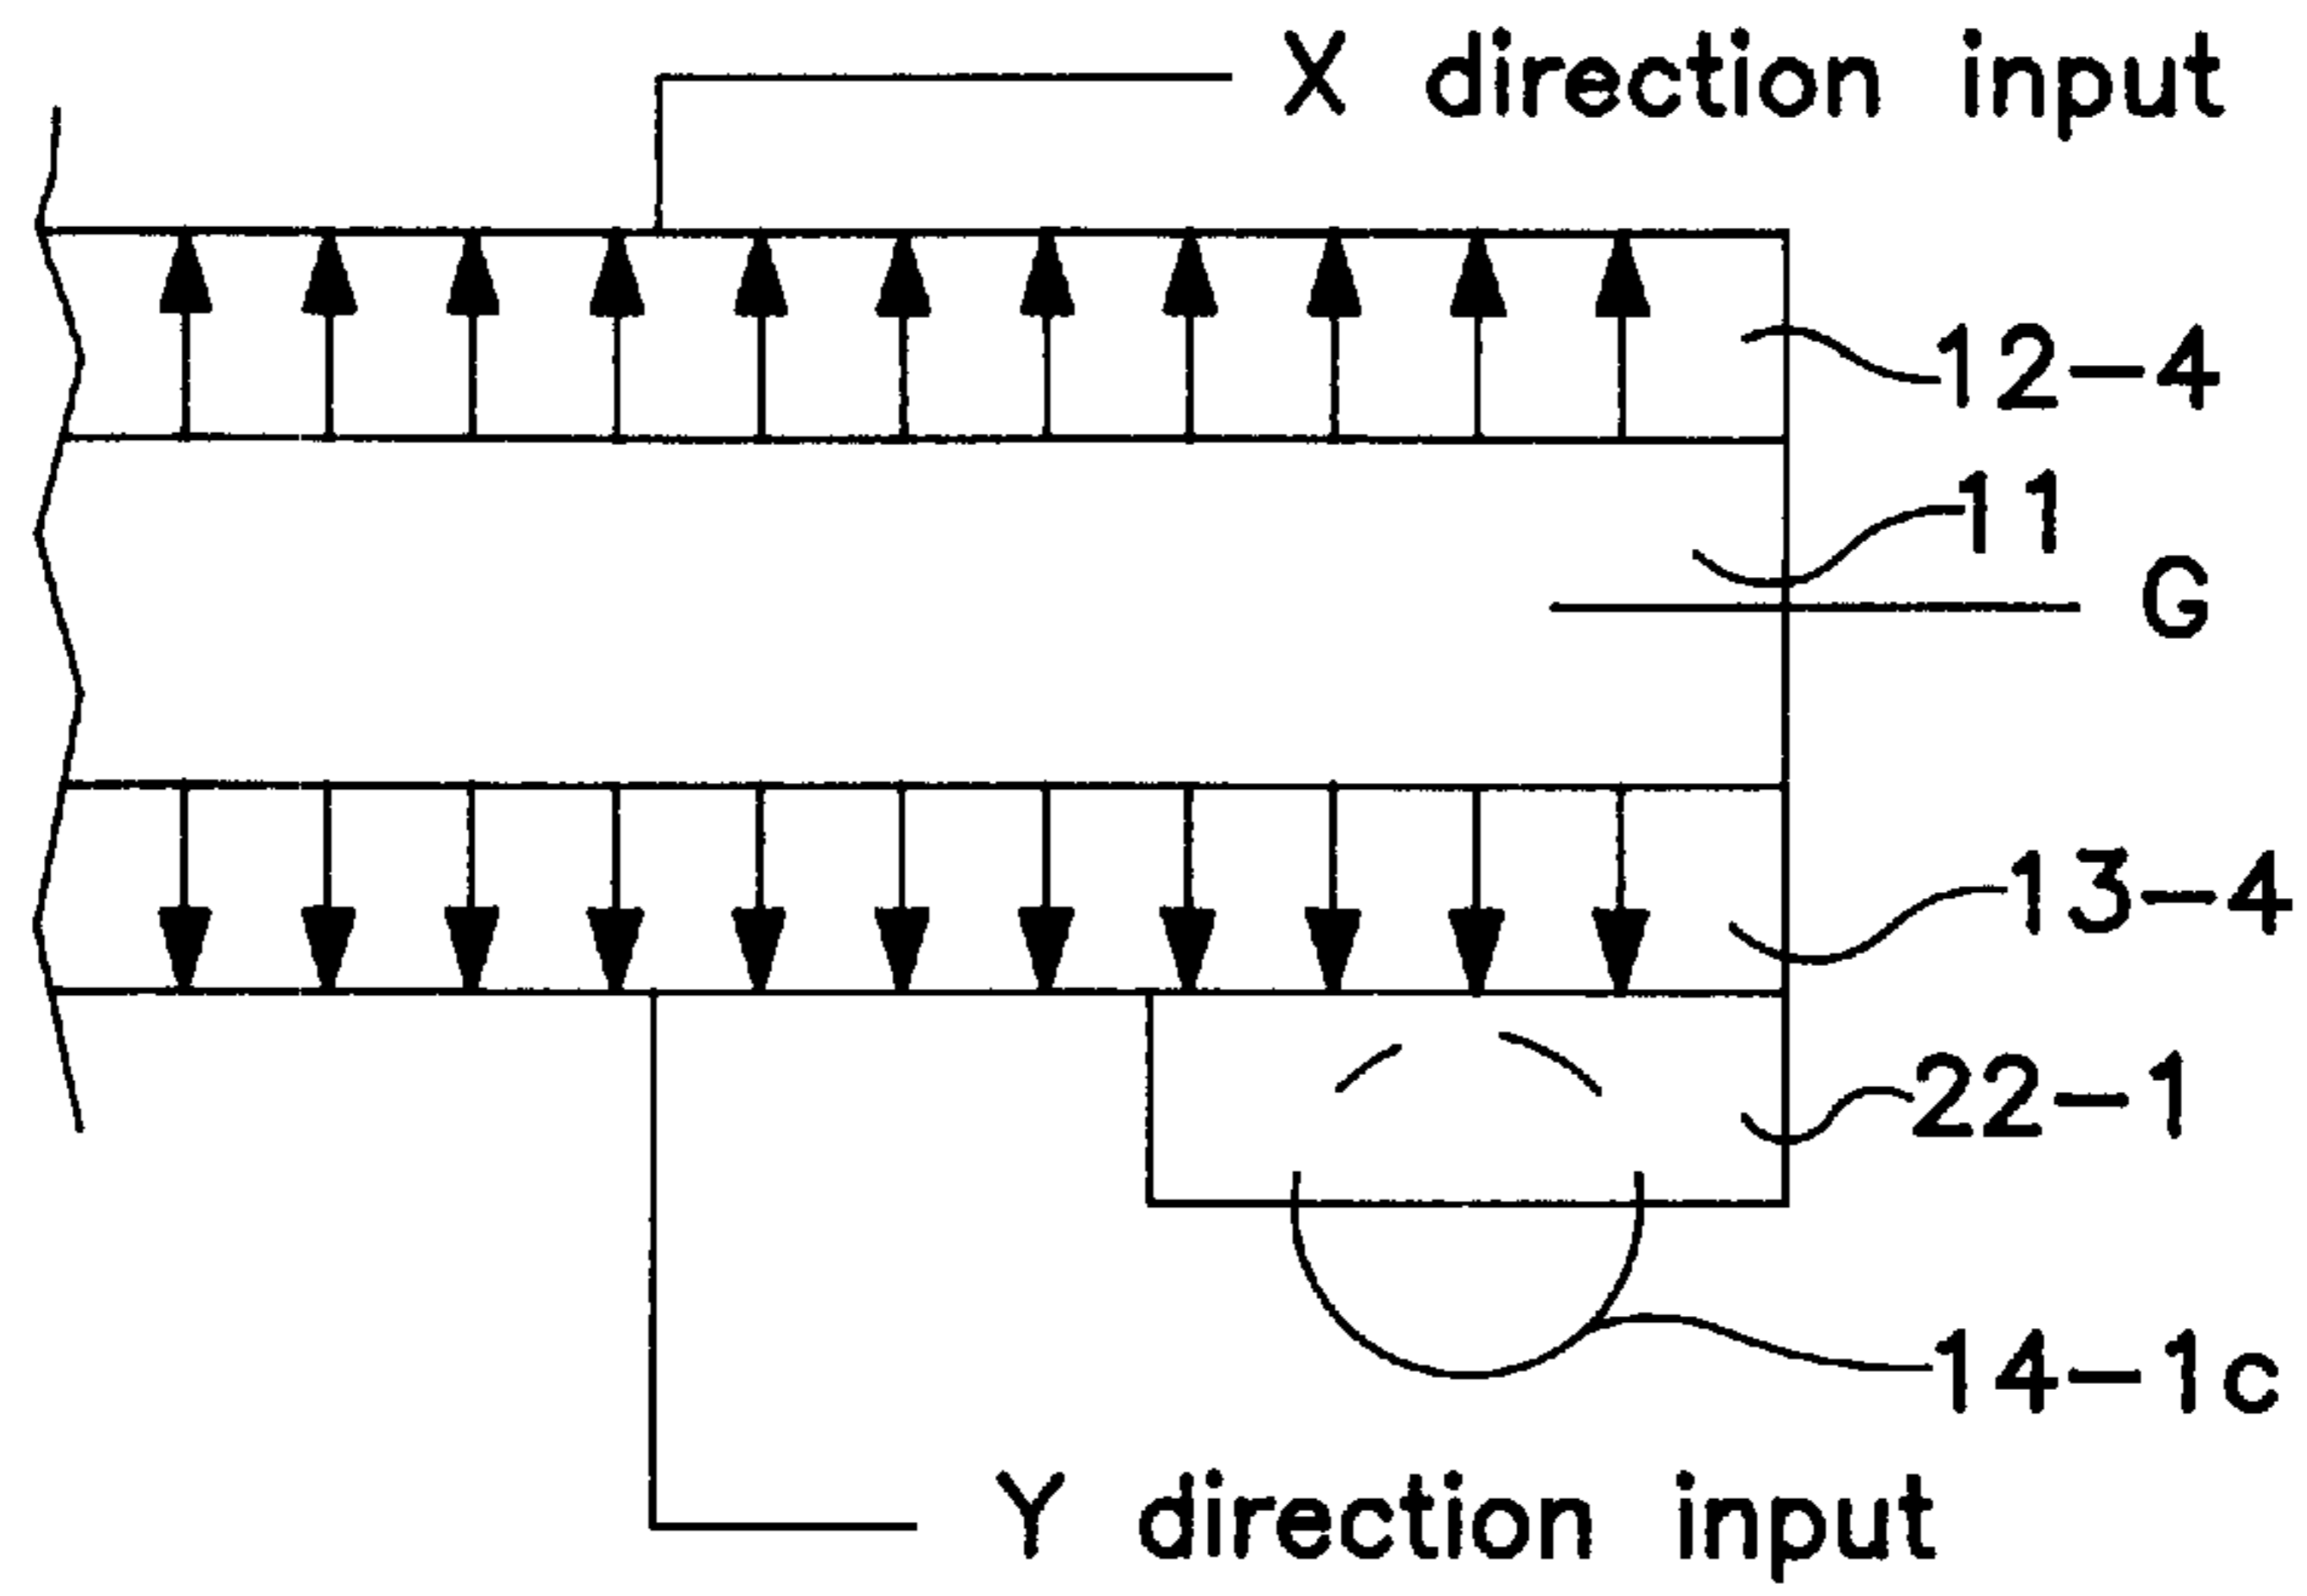 X direction input
12-4
11
G
13-4
22-1
14-1c
Y direction input